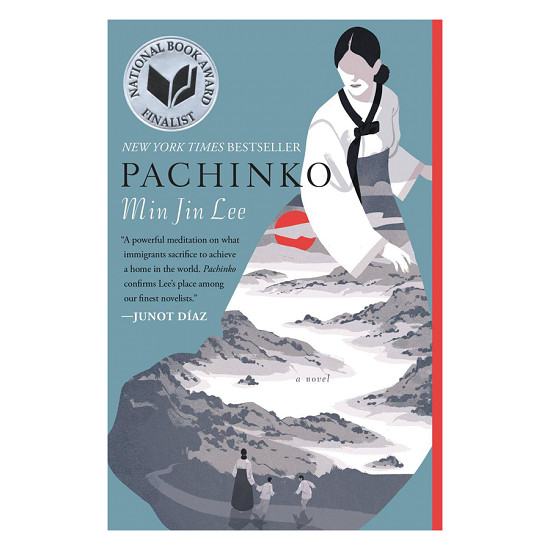 NATIONAL BOOK AWARD
FINALIST
NEW YORK TIMES BESTSELLER
PACHINKO
Min Jin Lee
“A powerful meditation on what
immigrants sacrifice to achieve
a home in the world. Pachinko
confirms Lee’s place among
our finest novelists.”
—JUNOT DÍAZ
a novel